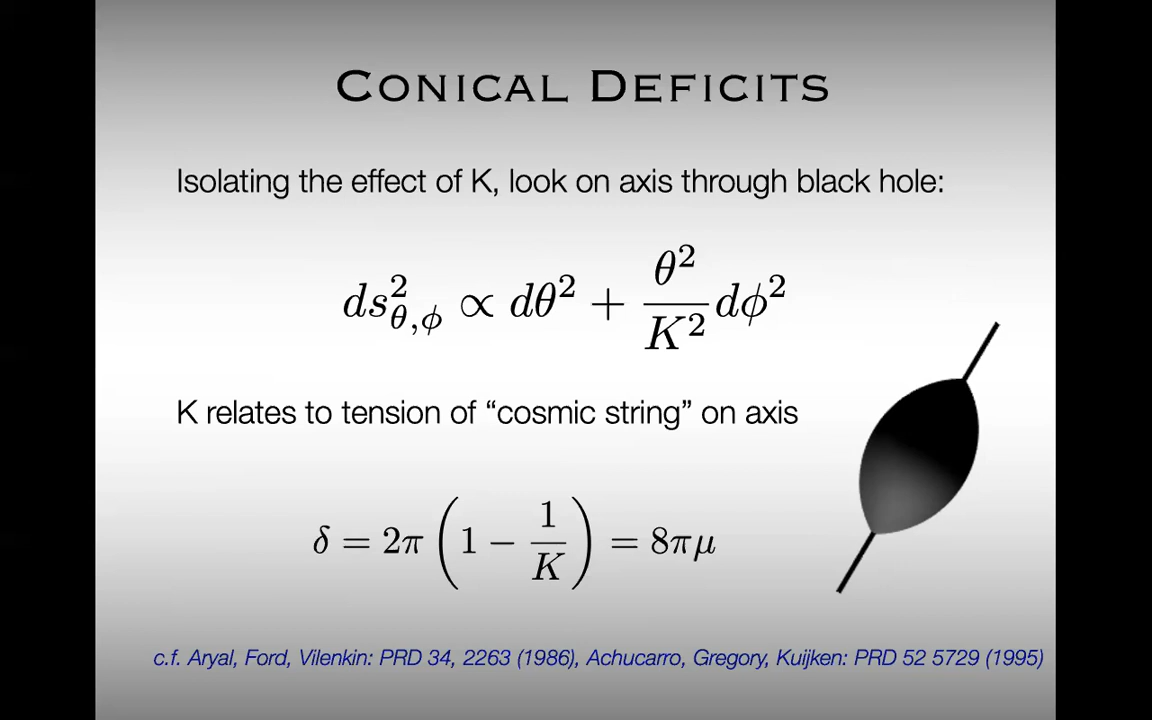 CONICAL DEFICITS
Isolating the effect of K, look on axis through black hole:
ds²_{θ,ϕ} ∝ dθ² + θ²/K² dϕ²
K relates to tension of “cosmic string” on axis
δ = 2π (1 − 1/K) = 8πμ
c.f. Aryal, Ford, Vilenkin: PRD 34, 2263 (1986), Achucarro, Gregory, Kuijken: PRD 52 5729 (1995)